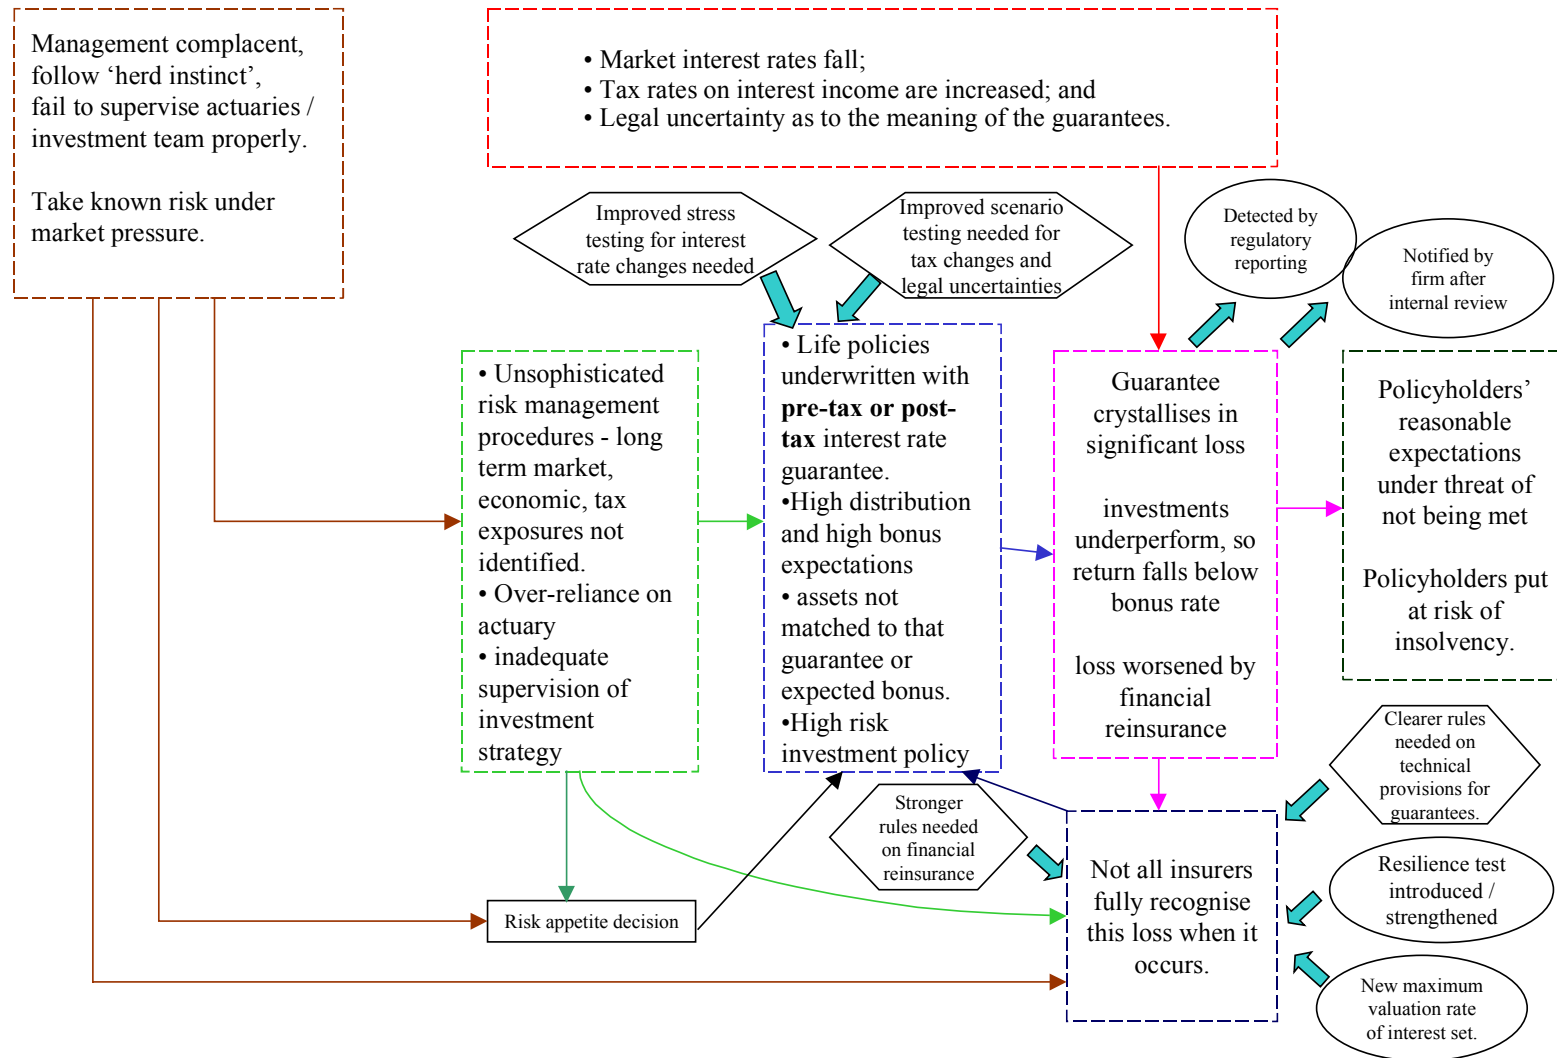 Management complacent,
follow ‘herd instinct’,
fail to supervise actuaries /
investment team properly.
Take known risk under
market pressure.
• Market interest rates fall;
• Tax rates on interest income are increased; and
• Legal uncertainty as to the meaning of the guarantees.
Improved stress
testing for interest
rate changes needed
Improved scenario
testing needed for
tax changes and
legal uncertainties
Detected by
regulatory
reporting
Notified by
firm after
internal review
• Unsophisticated
risk management
procedures - long
term market,
economic, tax
exposures not
identified.
• Over-reliance on
actuary
• inadequate
supervision of
investment
strategy
• Life policies
underwritten with
pre-tax or post-
tax interest rate
guarantee.
•High distribution
and high bonus
expectations
• assets not
matched to that
guarantee or
expected bonus.
•High risk
investment policy
Guarantee
crystallises in
significant loss
investments
underperform, so
return falls below
bonus rate
loss worsened by
financial
reinsurance
Policyholders’
reasonable
expectations
under threat of
not being met
Policyholders put
at risk of
insolvency.
Risk appetite decision
Stronger
rules needed
on financial
reinsurance
Not all insurers
fully recognise
this loss when it
occurs.
Clearer rules
needed on
technical
provisions for
guarantees.
Resilience test
introduced /
strengthened
New maximum
valuation rate
of interest set.